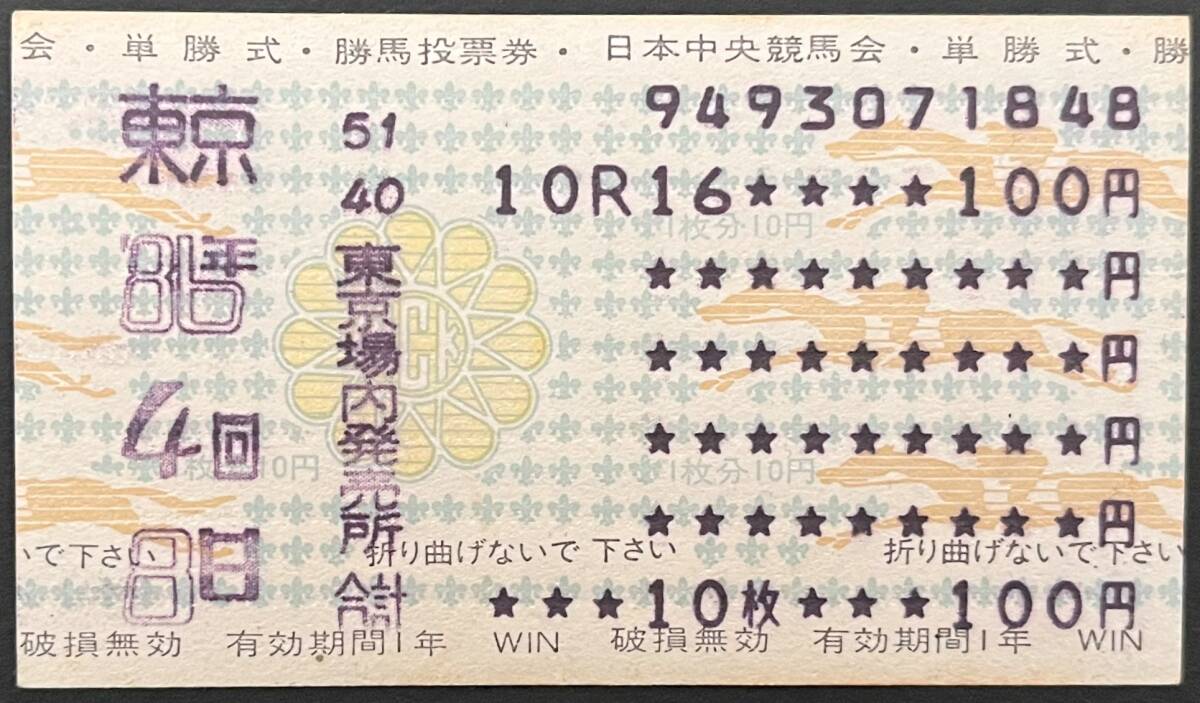 会・単勝式・勝馬投票券・ 日本中央競馬会・単勝式・勝
東京
'86年
4回
8日
51
40
東京場内発売所
合計
9493071848
10R16★★★★100円
1枚分10円
★★★★★★★★★円
★★★★★★★★★円
★★★★★★★★★円
1枚分10円
枚 10円
★★★★★★★★★円
いで下さい 折り曲げないで下さい 折り曲げないで下さい
★★★10枚★★★100円
破損無効 有効期間1年 WIN 破損無効 有効期間1年 WIN